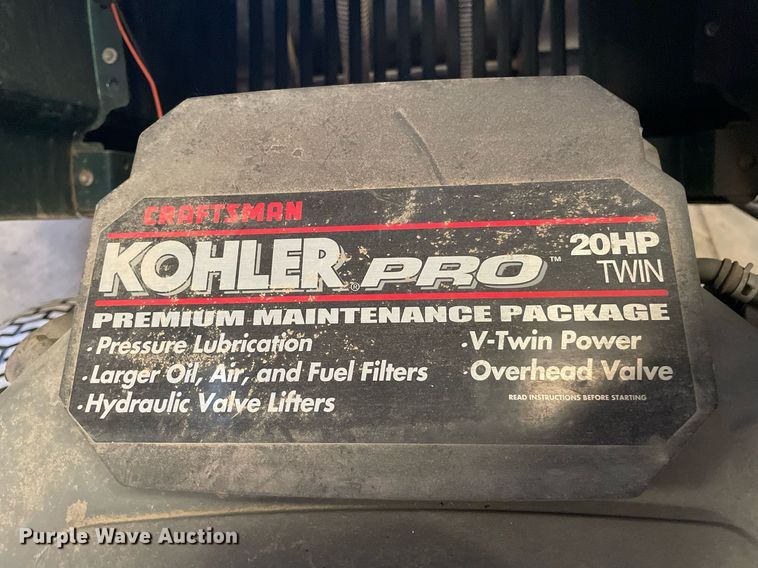 CRAFTSMAN
KOHLER® PRO™ 20HP
TWIN
PREMIUM MAINTENANCE PACKAGE
·Pressure Lubrication
·Larger Oil, Air, and Fuel Filters
·Hydraulic Valve Lifters
·V-Twin Power
·Overhead Valve
READ INSTRUCTIONS BEFORE STARTING
Purple Wave Auction